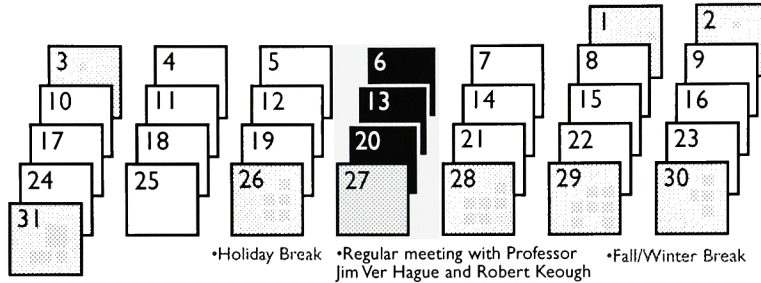 1 2
3 4 5 6 7 8 9
10 11 12 13 14 15 16
17 18 19 20 21 22 23
24 25 26 27 28 29 30
31
•Holiday Break •Regular meeting with Professor •Fall/Winter Break
Jim Ver Hague and Robert Keough